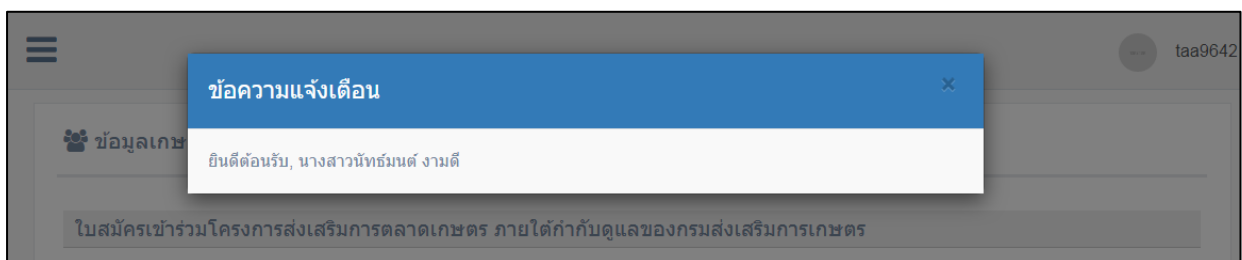 taa9642
ข้อความแจ้งเตือน
ข้อมูลเกษ
ยินดีต้อนรับ, นางสาวนัทธ์มนต์ งามดี
ใบสมัครเข้าร่วมโครงการส่งเสริมการตลาดเกษตร ภายใต้กำกับดูแลของกรมส่งเสริมการเกษตร